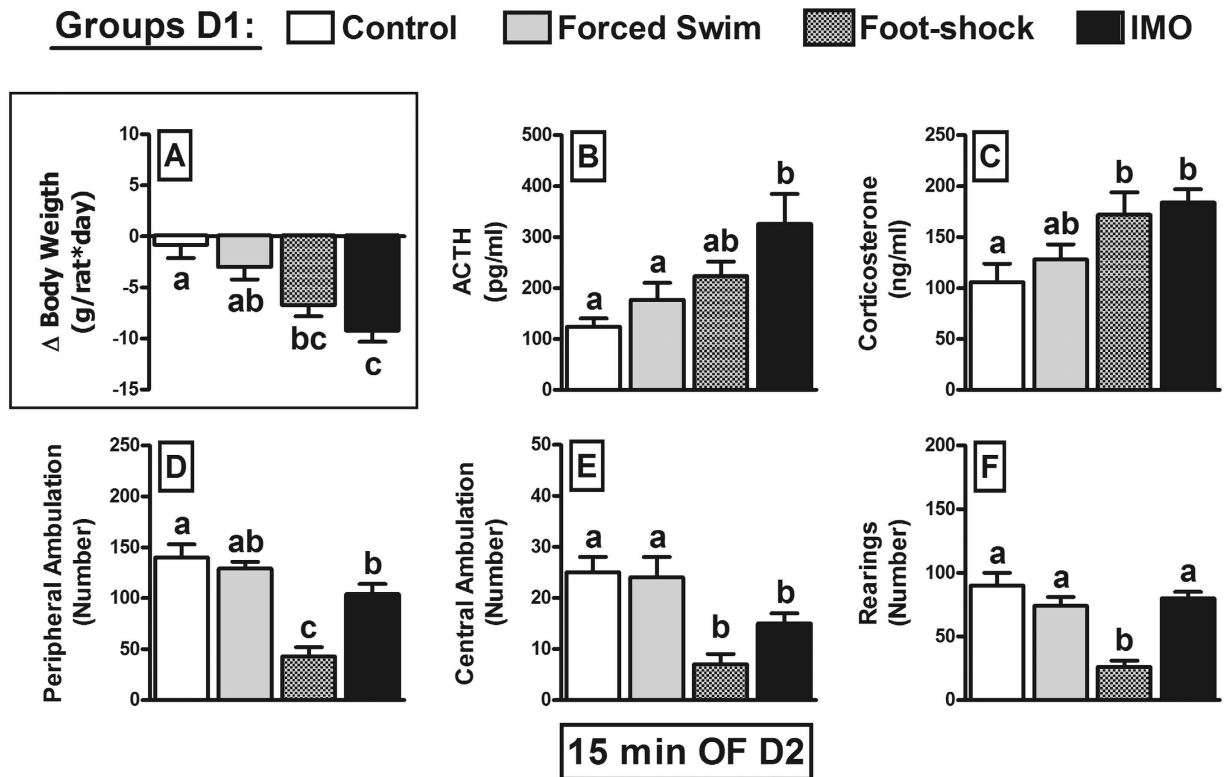 Groups D1: Control Forced Swim Foot-shock IMO
A
Δ Body Weigth
(g/rat*day)
10
5
0
-5
-10
-15
a
ab
bc
c
B
ACTH
(pg/ml)
500
400
300
200
100
0
a
a
ab
b
C
Corticosterone
(ng/ml)
250
200
150
100
50
0
a
ab
b
b
D
Peripheral Ambulation
(Number)
250
200
150
100
50
0
a
ab
c
b
E
Central Ambulation
(Number)
50
40
30
20
10
0
a
a
b
b
F
Rearings
(Number)
200
150
100
50
0
a
a
b
a
15 min OF D2